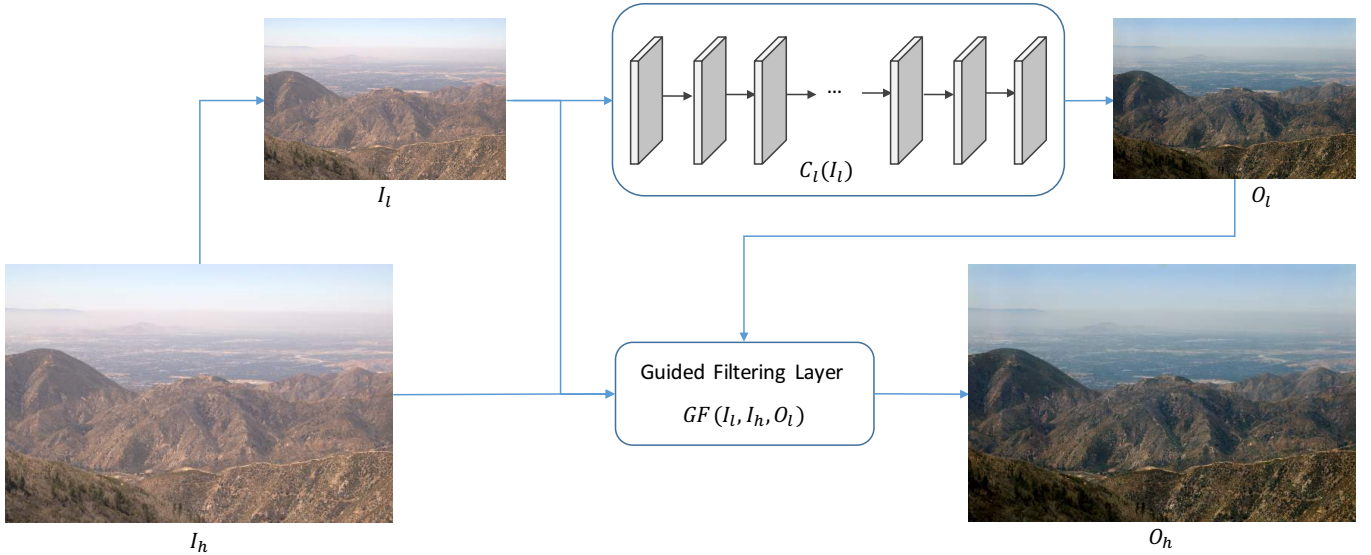 I_l
...
C_l(I_l)
O_l
Guided Filtering Layer
GF(I_l, I_h, O_l)
I_h
O_h